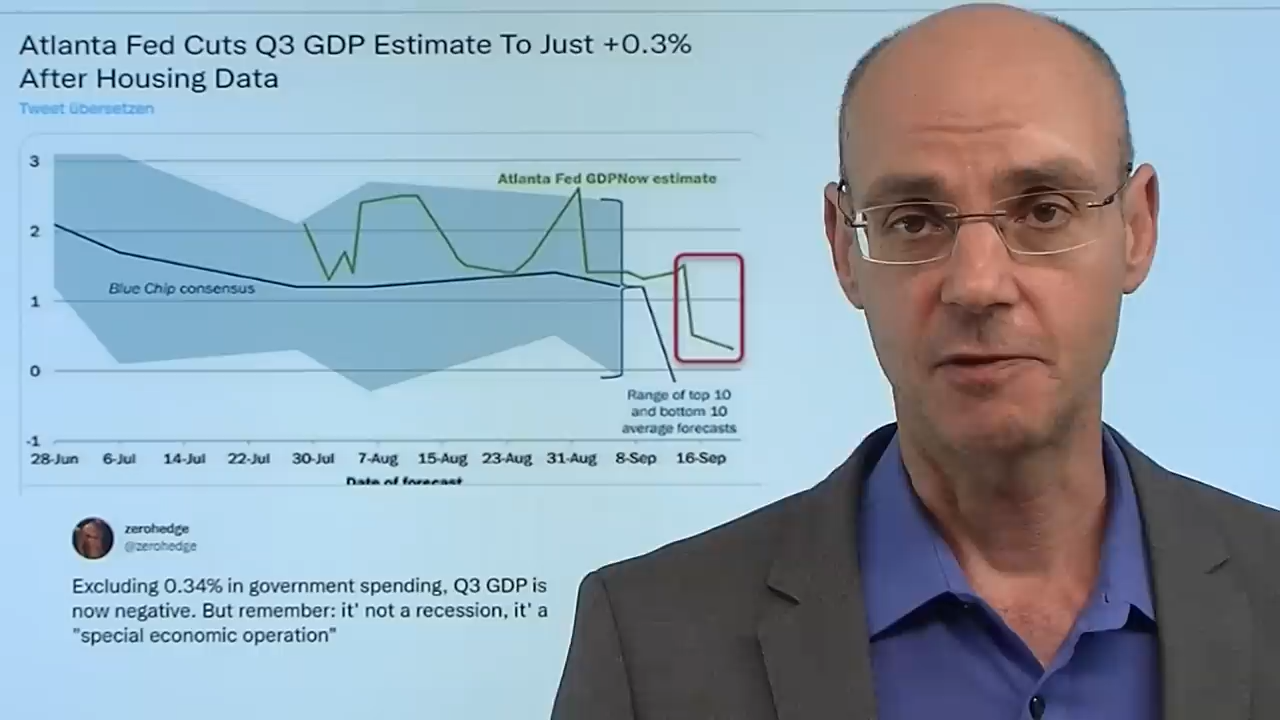 Atlanta Fed Cuts Q3 GDP Estimate To Just +0.3%
After Housing Data
Tweet übersetzen
3
Atlanta Fed GDPNow estimate
2
Blue Chip consensus
1
0
Range of top 10
and bottom 10
average forecasts
-1
28-Jun 6-Jul 14-Jul 22-Jul 30-Jul 7-Aug 15-Aug 23-Aug 31-Aug 8-Sep 16-Sep
Date of forecast
zerohedge
@zerohedge
Excluding 0.34% in government spending, Q3 GDP is
now negative. But remember: it' not a recession, it' a
"special economic operation"